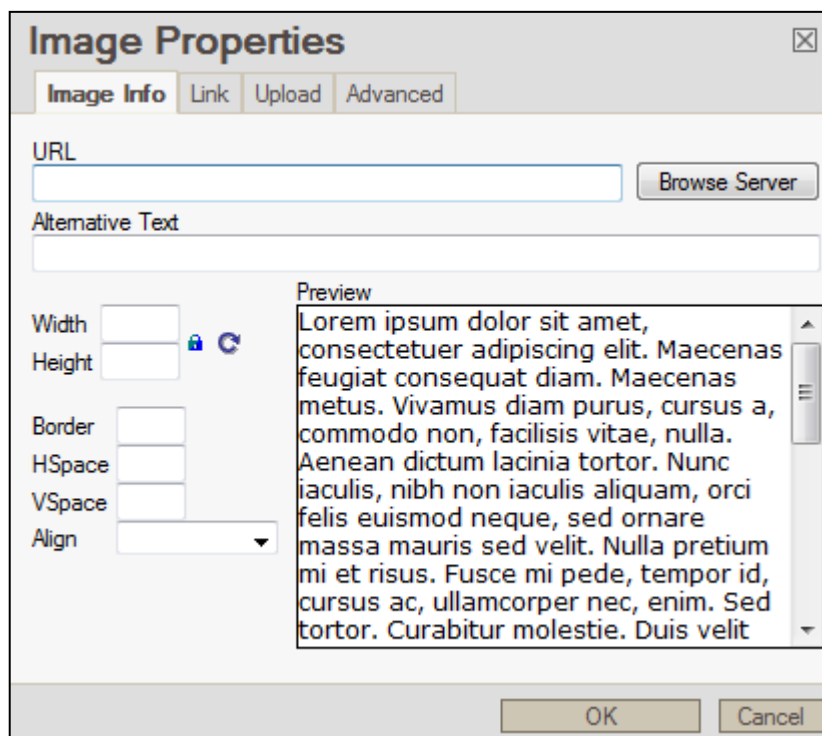 Image Properties
Image Info Link Upload Advanced
URL
Browse Server
Alternative Text
Preview
Width
Height
Border
HSpace
VSpace
Align
Lorem ipsum dolor sit amet,
consectetuer adipiscing elit. Maecenas
feugiat consequat diam. Maecenas
metus. Vivamus diam purus, cursus a,
commodo non, facilisis vitae, nulla.
Aenean dictum lacinia tortor. Nunc
iaculis, nibh non iaculis aliquam, orci
felis euismod neque, sed ornare
massa mauris sed velit. Nulla pretium
mi et risus. Fusce mi pede, tempor id,
cursus ac, ullamcorper nec, enim. Sed
tortor. Curabitur molestie. Duis velit
OK Cancel